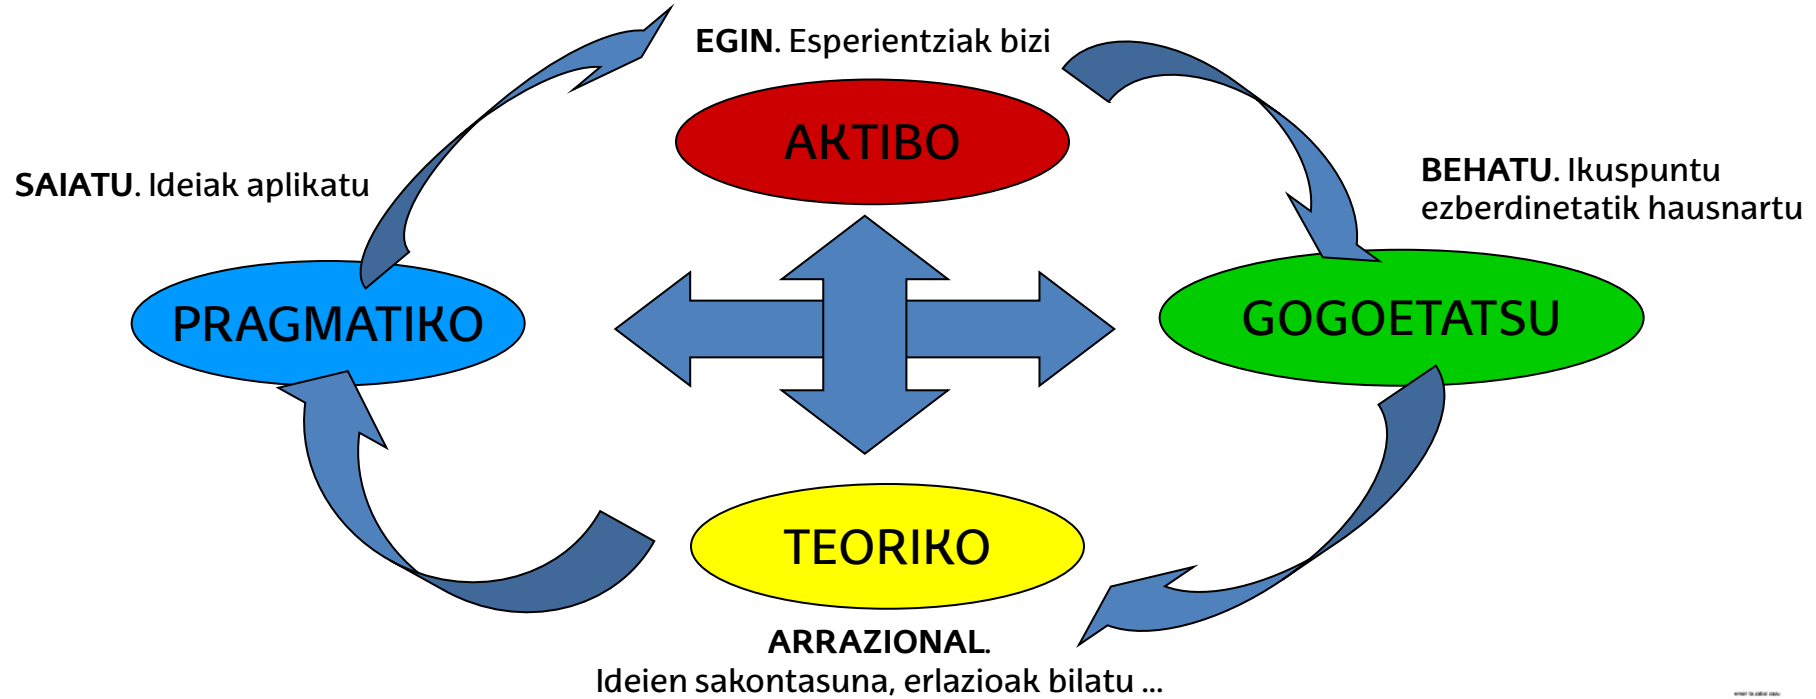 EGIN. Esperientziak bizi
AKTIBO
SAIATU. Ideiak aplikatu
BEHATU. Ikuspuntu
ezberdinetatik hausnartu
PRAGMATIKO
GOGOETATSU
TEORIKO
ARRAZIONAL.
Ideien sakontasuna, erlazioak bilatu ...